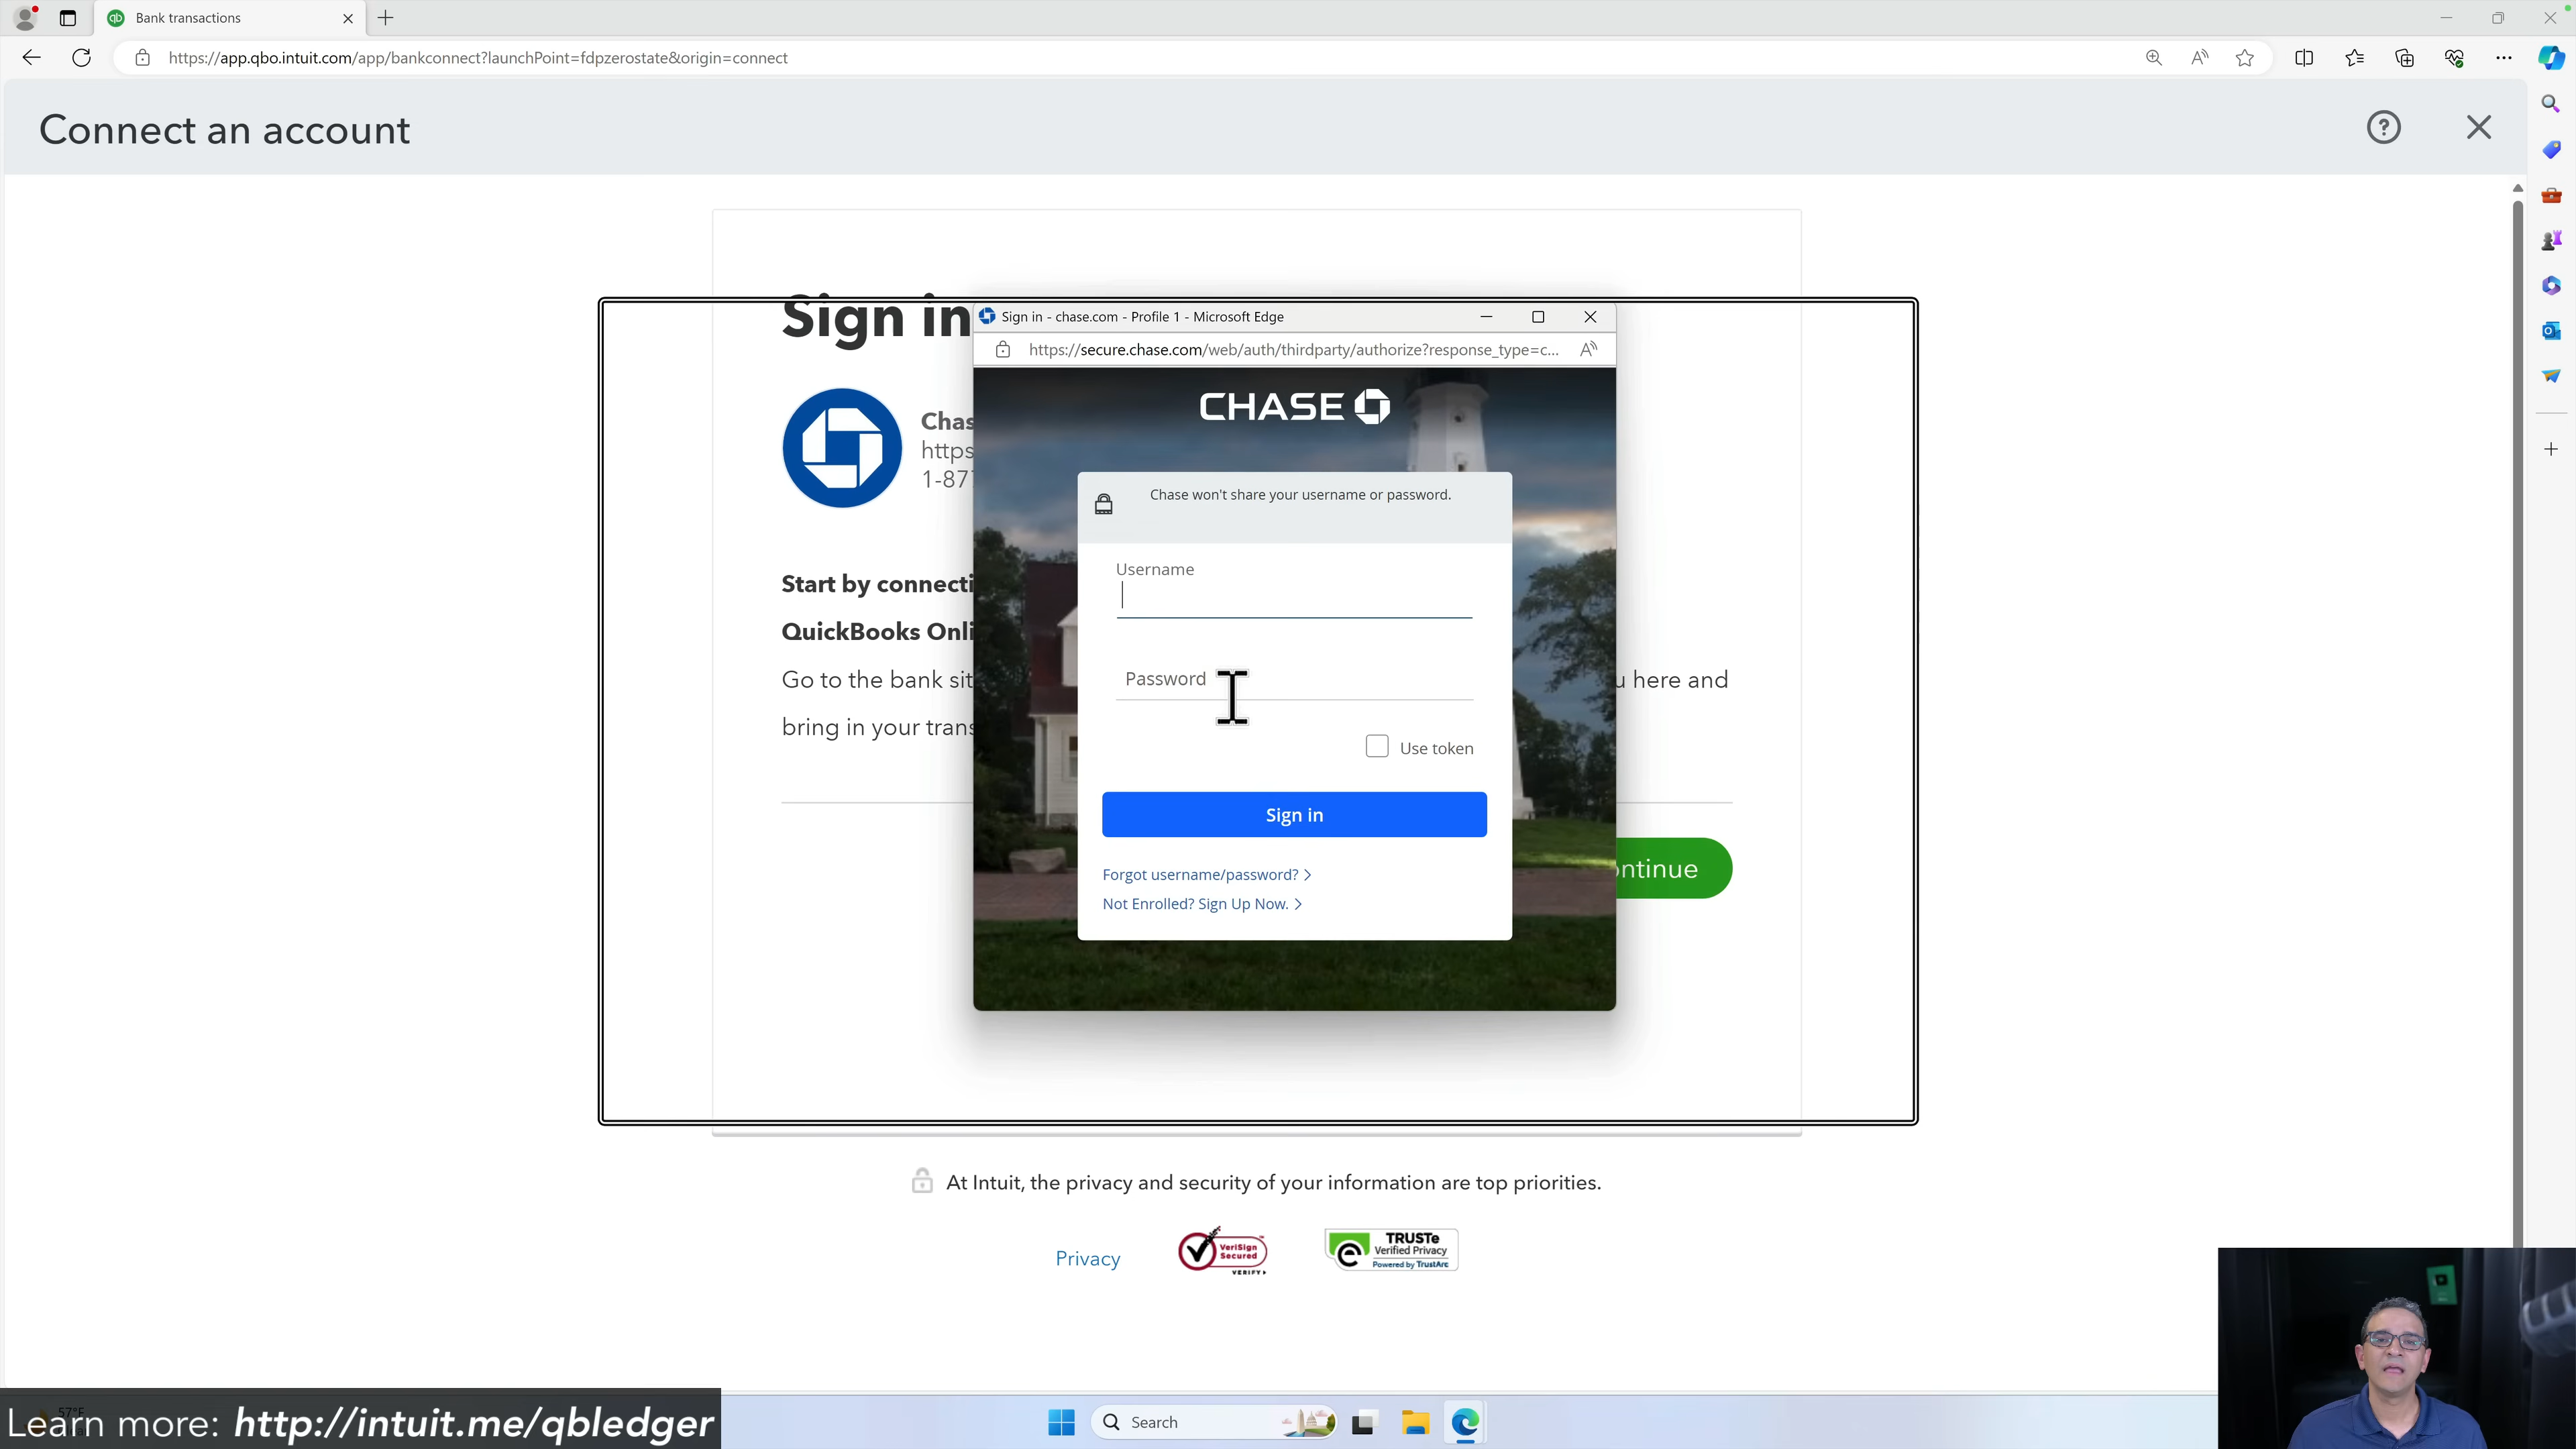 Bank transactions
https://app.qbo.intuit.com/app/bankconnect?launchPoint=fdpzerostate&origin=connect
Connect an account
Sign in
Sign in - chase.com - Profile 1 - Microsoft Edge
https://secure.chase.com/web/auth/thirdparty/authorize?response_type=c...
CHASE
Chas
https
1-877
Chase won't share your username or password.
Username
Start by connecti
QuickBooks Onli
Password
Go to the bank sit
u here and
bring in your trans
Use token
Sign in
ontinue
Forgot username/password?
Not Enrolled? Sign Up Now.
At Intuit, the privacy and security of your information are top priorities.
Privacy
VeriSign
Secured
VERIFY
TRUSTe
Verified Privacy
Powered by TrustArc
57°F
Learn more: http://intuit.me/qbledger
Search